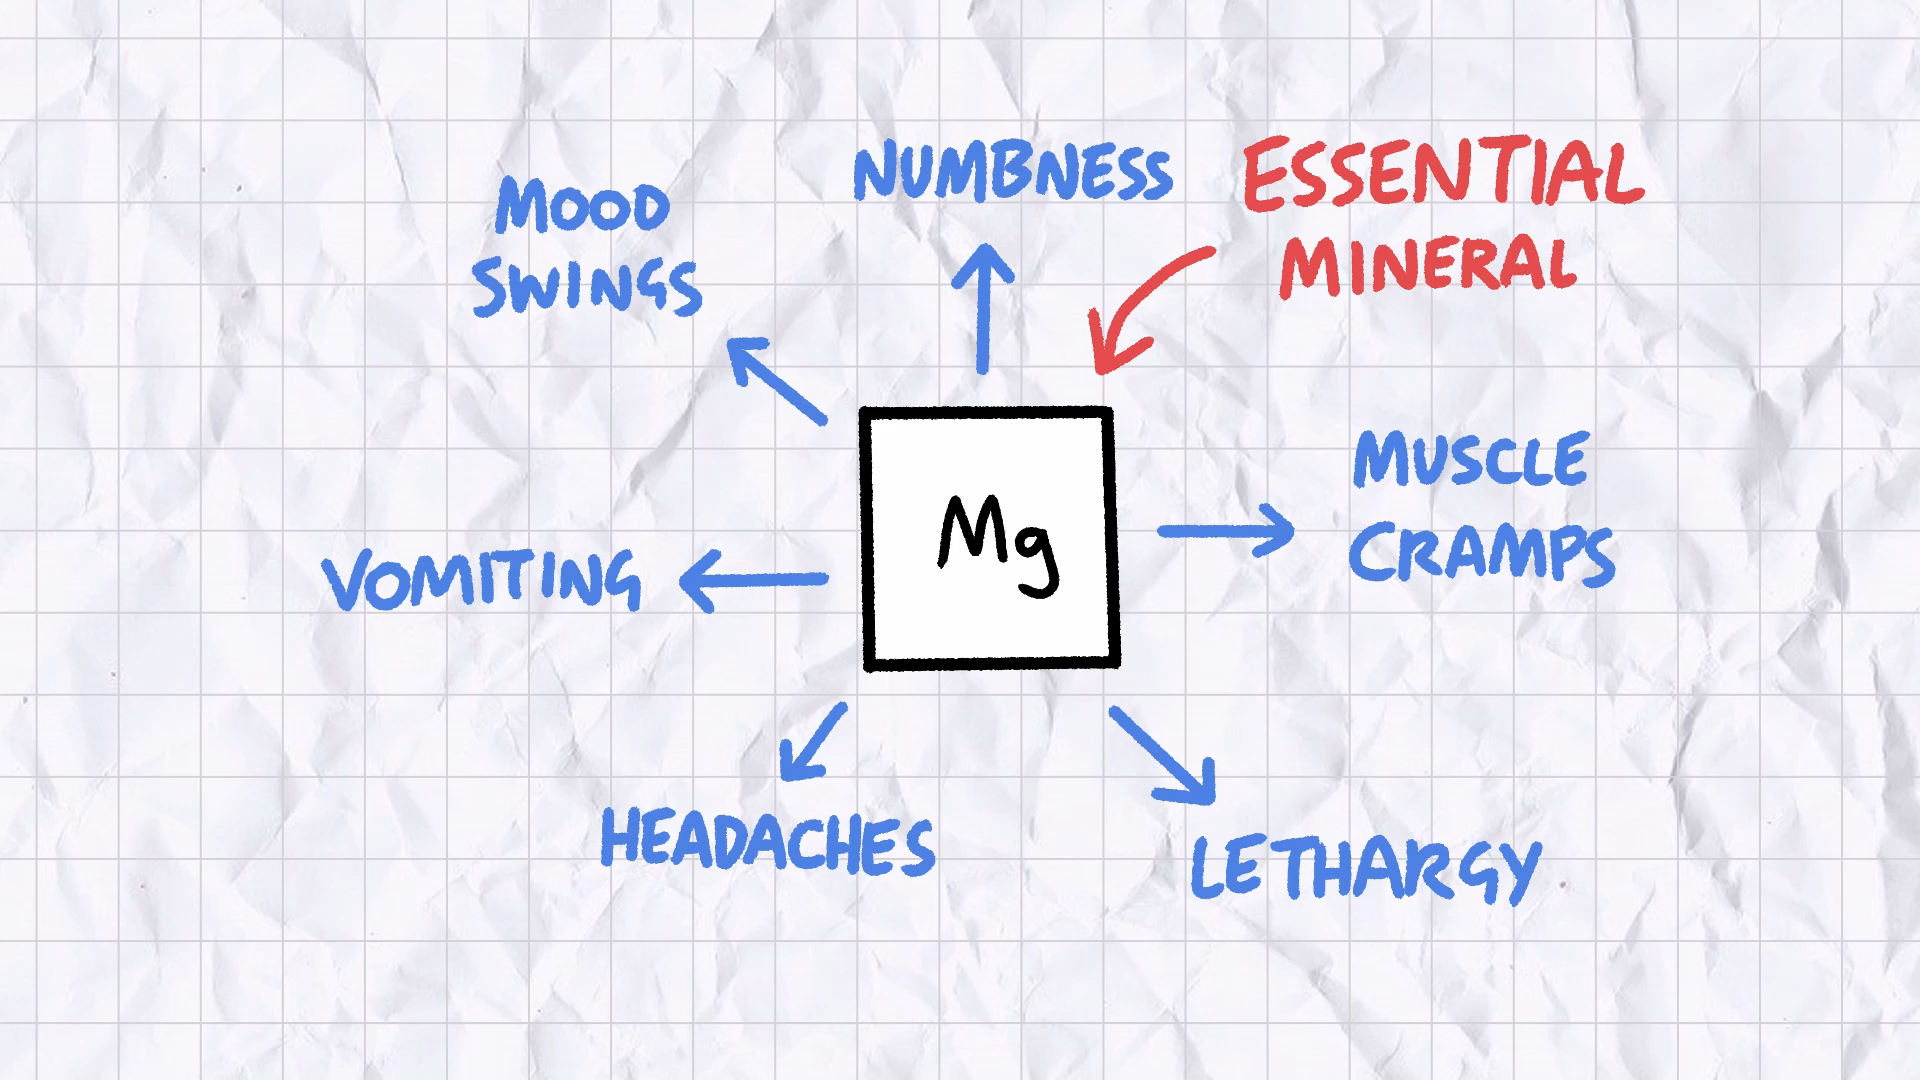 NUMBNESS
ESSENTIAL
MINERAL
MOOD
SWINGS
MUSCLE
CRAMPS
Mg
VOMITING
HEADACHES
LETHARGY